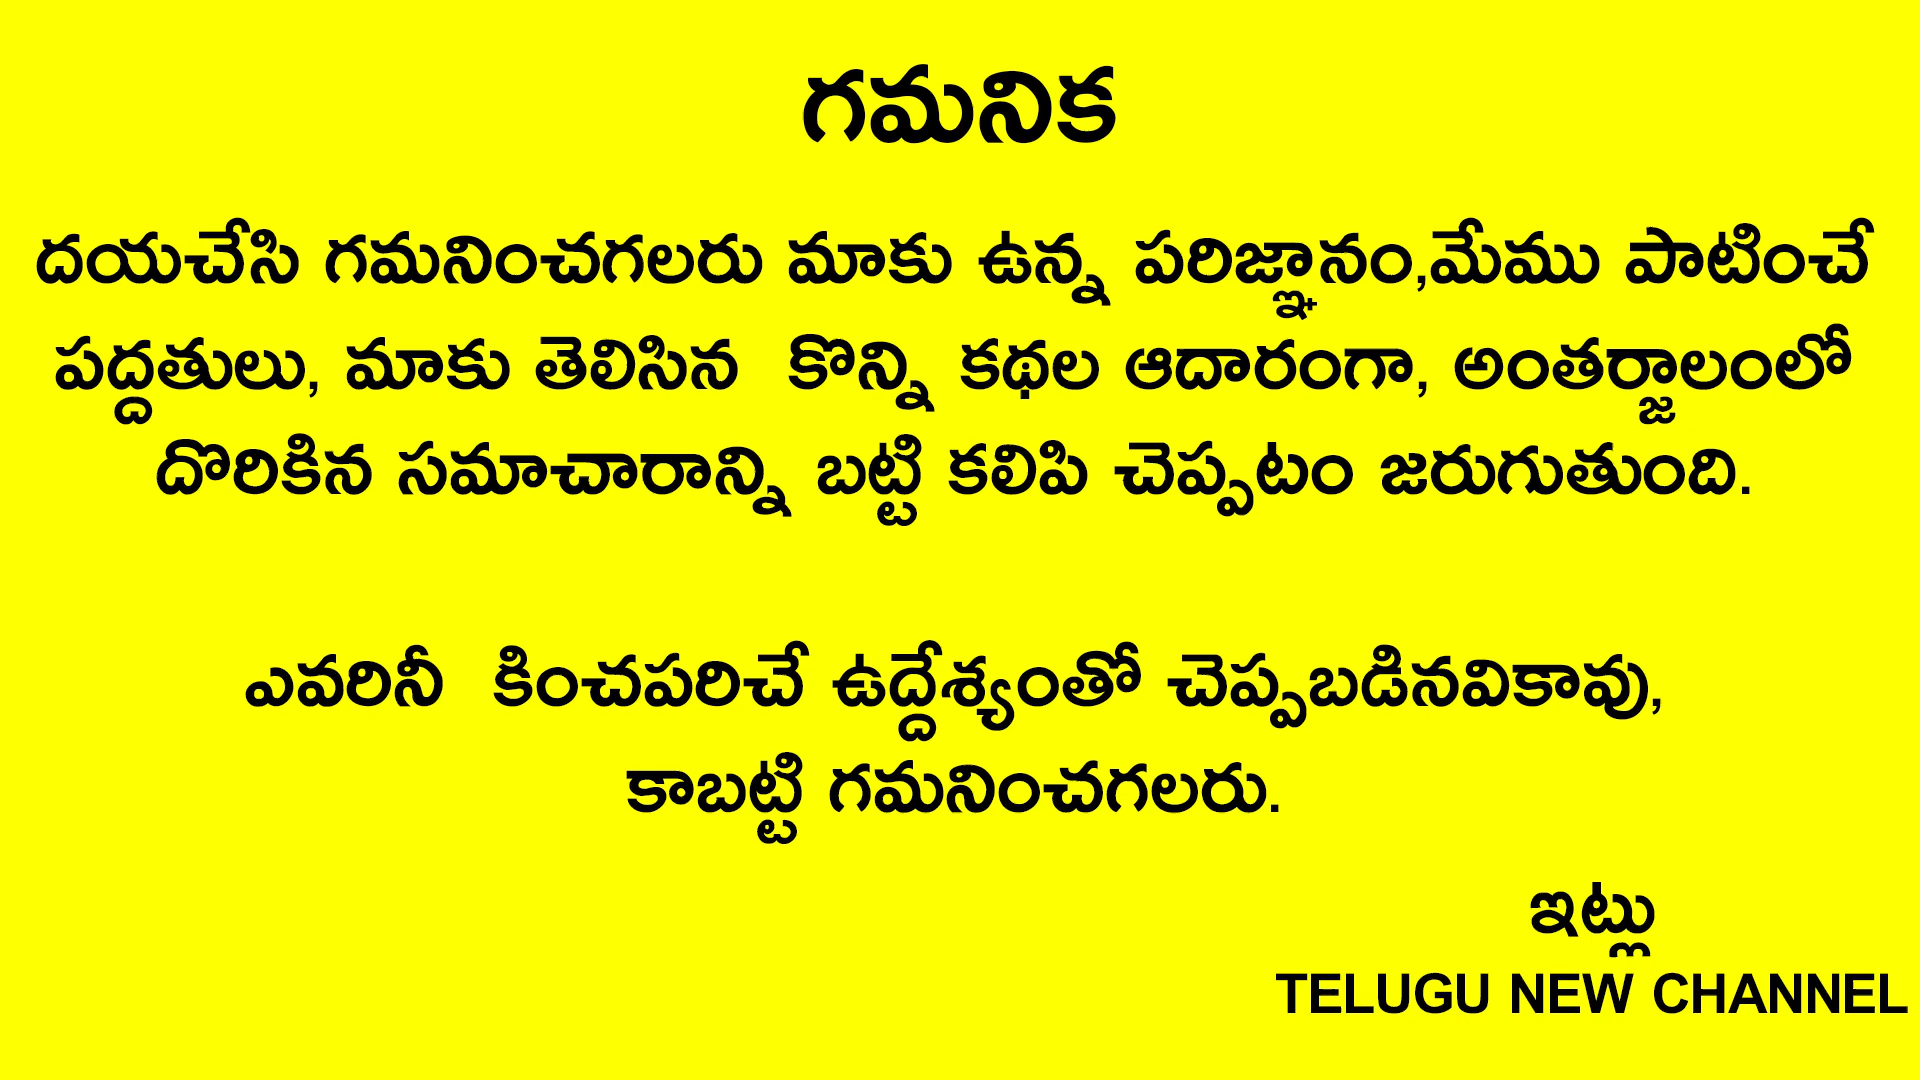 గమనిక
దయచేసి గమనించగలరు మాకు ఉన్న పరిజ్ఞానం,మేము పాటించే
పద్దతులు, మాకు తెలిసిన కొన్ని కథల ఆదారంగా, అంతర్జాలంలో
దొరికిన సమాచారాన్ని బట్టి కలిపి చెప్పటం జరుగుతుంది.
ఎవరినీ కించపరిచే ఉద్దేశ్యంతో చెప్పబడినవికావు,
కాబట్టి గమనించగలరు.
ఇట్లు
TELUGU NEW CHANNEL